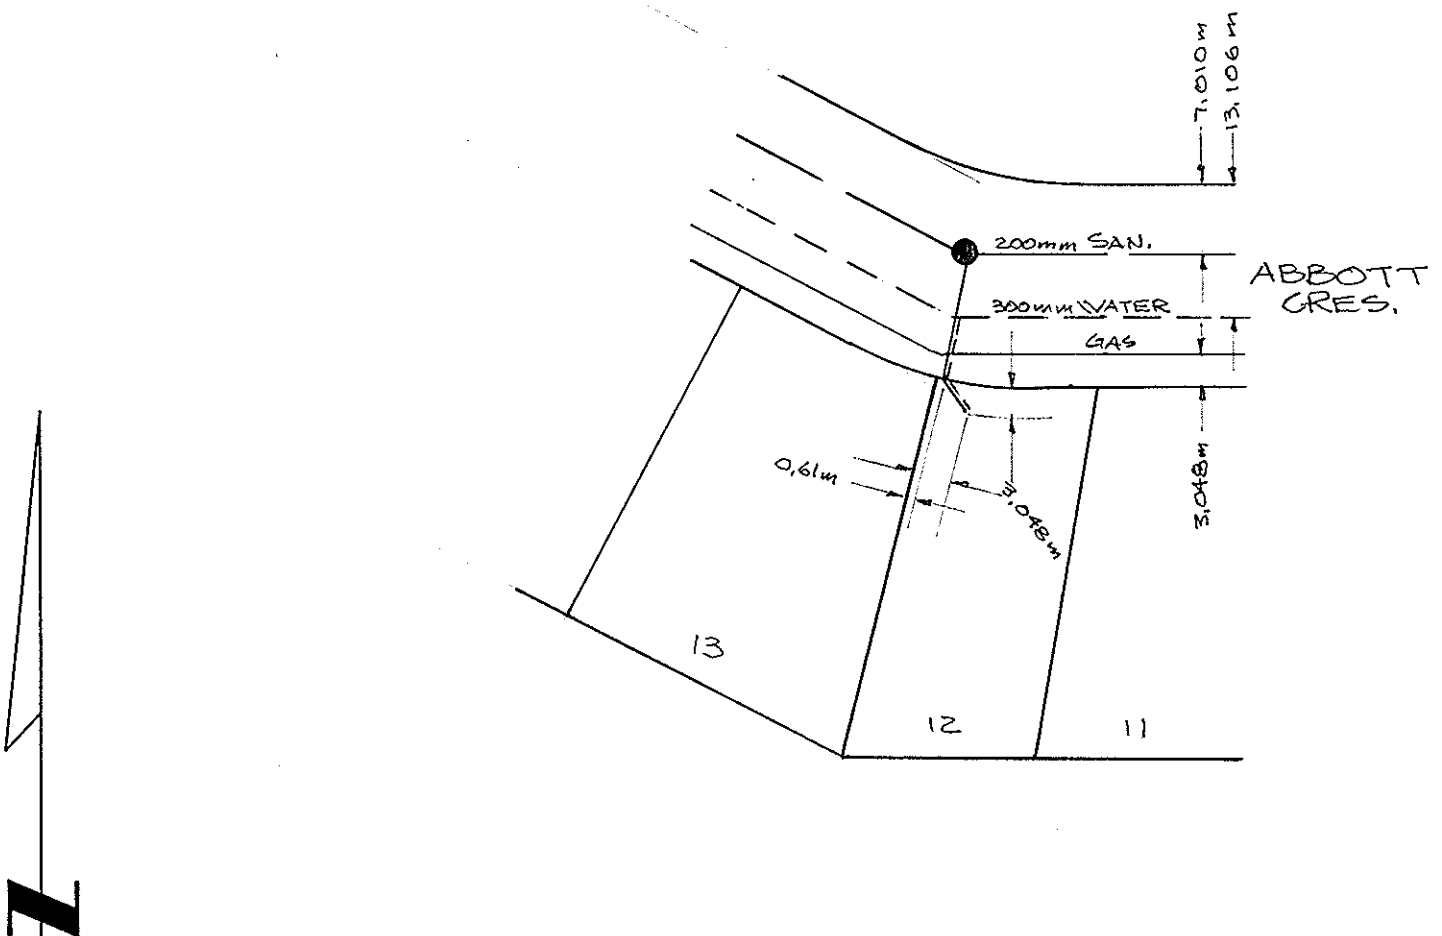 7.010m
13.106m
200mm SAN.
ABBOTT
CRES.
300mm WATER
GAS
0.61m
3.048m
3.048m
13
12
11
N